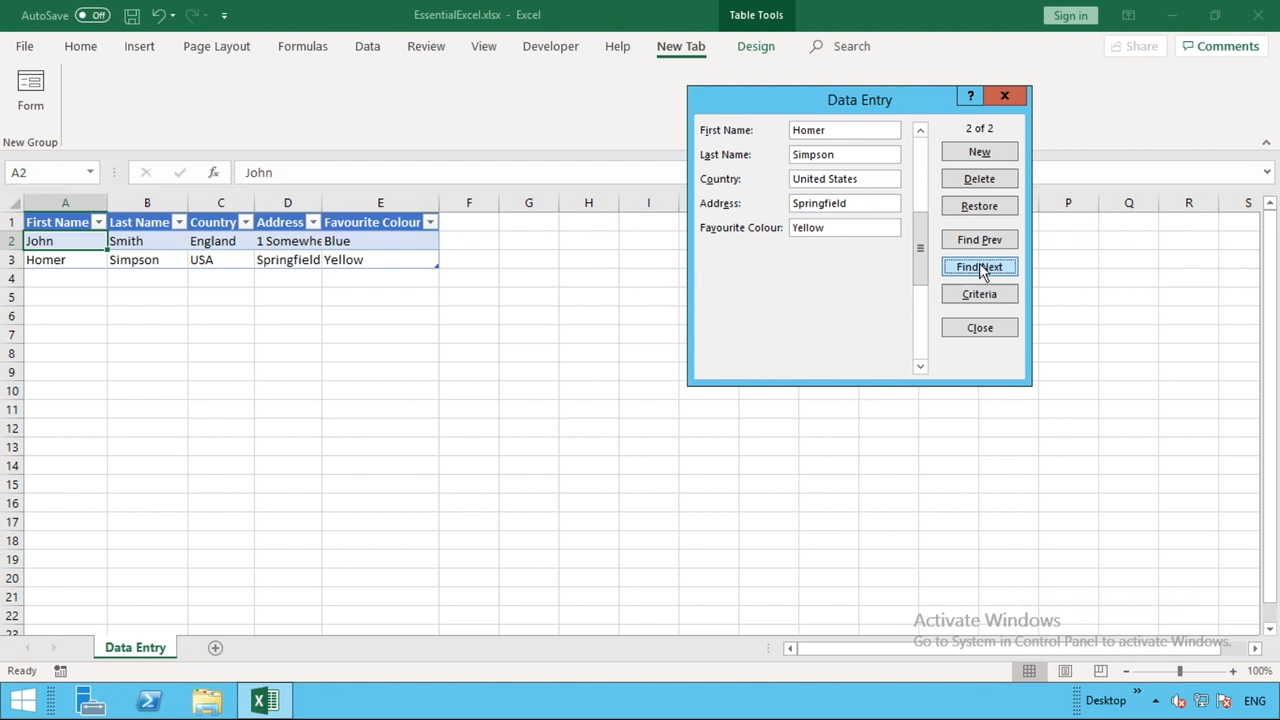 AutoSave Off EssentialExcel.xlsx - Excel Table Tools Sign in
File Home Insert Page Layout Formulas Data Review View Developer Help New Tab Design Search Share Comments
Form
New Group
Data Entry ?
First Name: Homer 2 of 2
New
Last Name: Simpson
Country: United States Delete
Address: Springfield Restore
Favourite Colour: Yellow
Find Prev
Find Next
Criteria
Close
A2 fx John
A B C D E F G H I J P Q R S
1 First Name Last Name Country Address Favourite Colour
2 John Smith England 1 Somewhe Blue
3 Homer Simpson USA Springfield Yellow
4
5
6
7
8
9
10
11
12
13
14
15
16
17
18
19
20
21
22
23
Activate Windows
Go to System in Control Panel to activate Windows.
Data Entry
Ready 100%
Desktop ENG